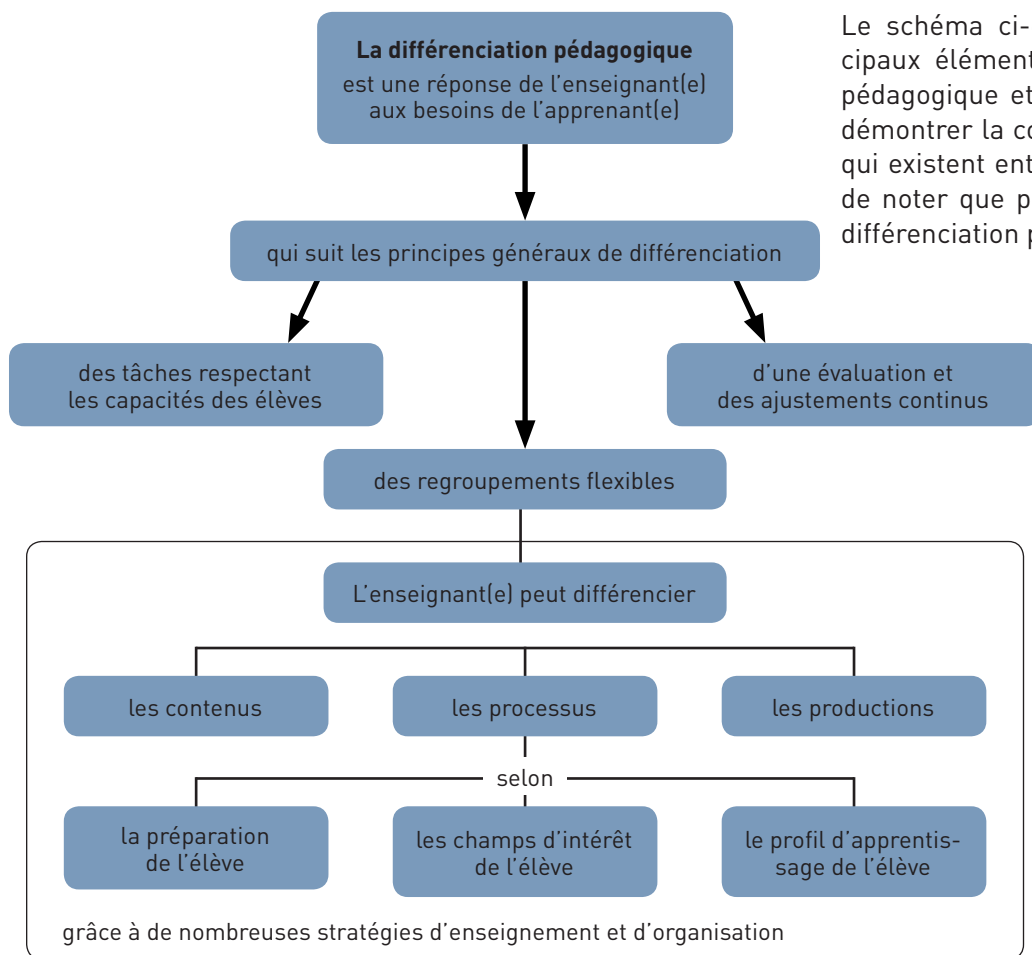 La différenciation pédagogique
est une réponse de l'enseignant(e)
aux besoins de l'apprenant(e)
Le schéma ci-
cipaux élément
pédagogique et
démontrer la co
qui existent ent
de noter que p
différenciation p
qui suit les principes généraux de différenciation
des tâches respectant
les capacités des élèves
d'une évaluation et
des ajustements continus
des regroupements flexibles
L'enseignant(e) peut différencier
les contenus
les processus
les productions
selon
la préparation
de l'élève
les champs d'intérêt
de l'élève
le profil d'apprentis-
sage de l'élève
grâce à de nombreuses stratégies d'enseignement et d'organisation